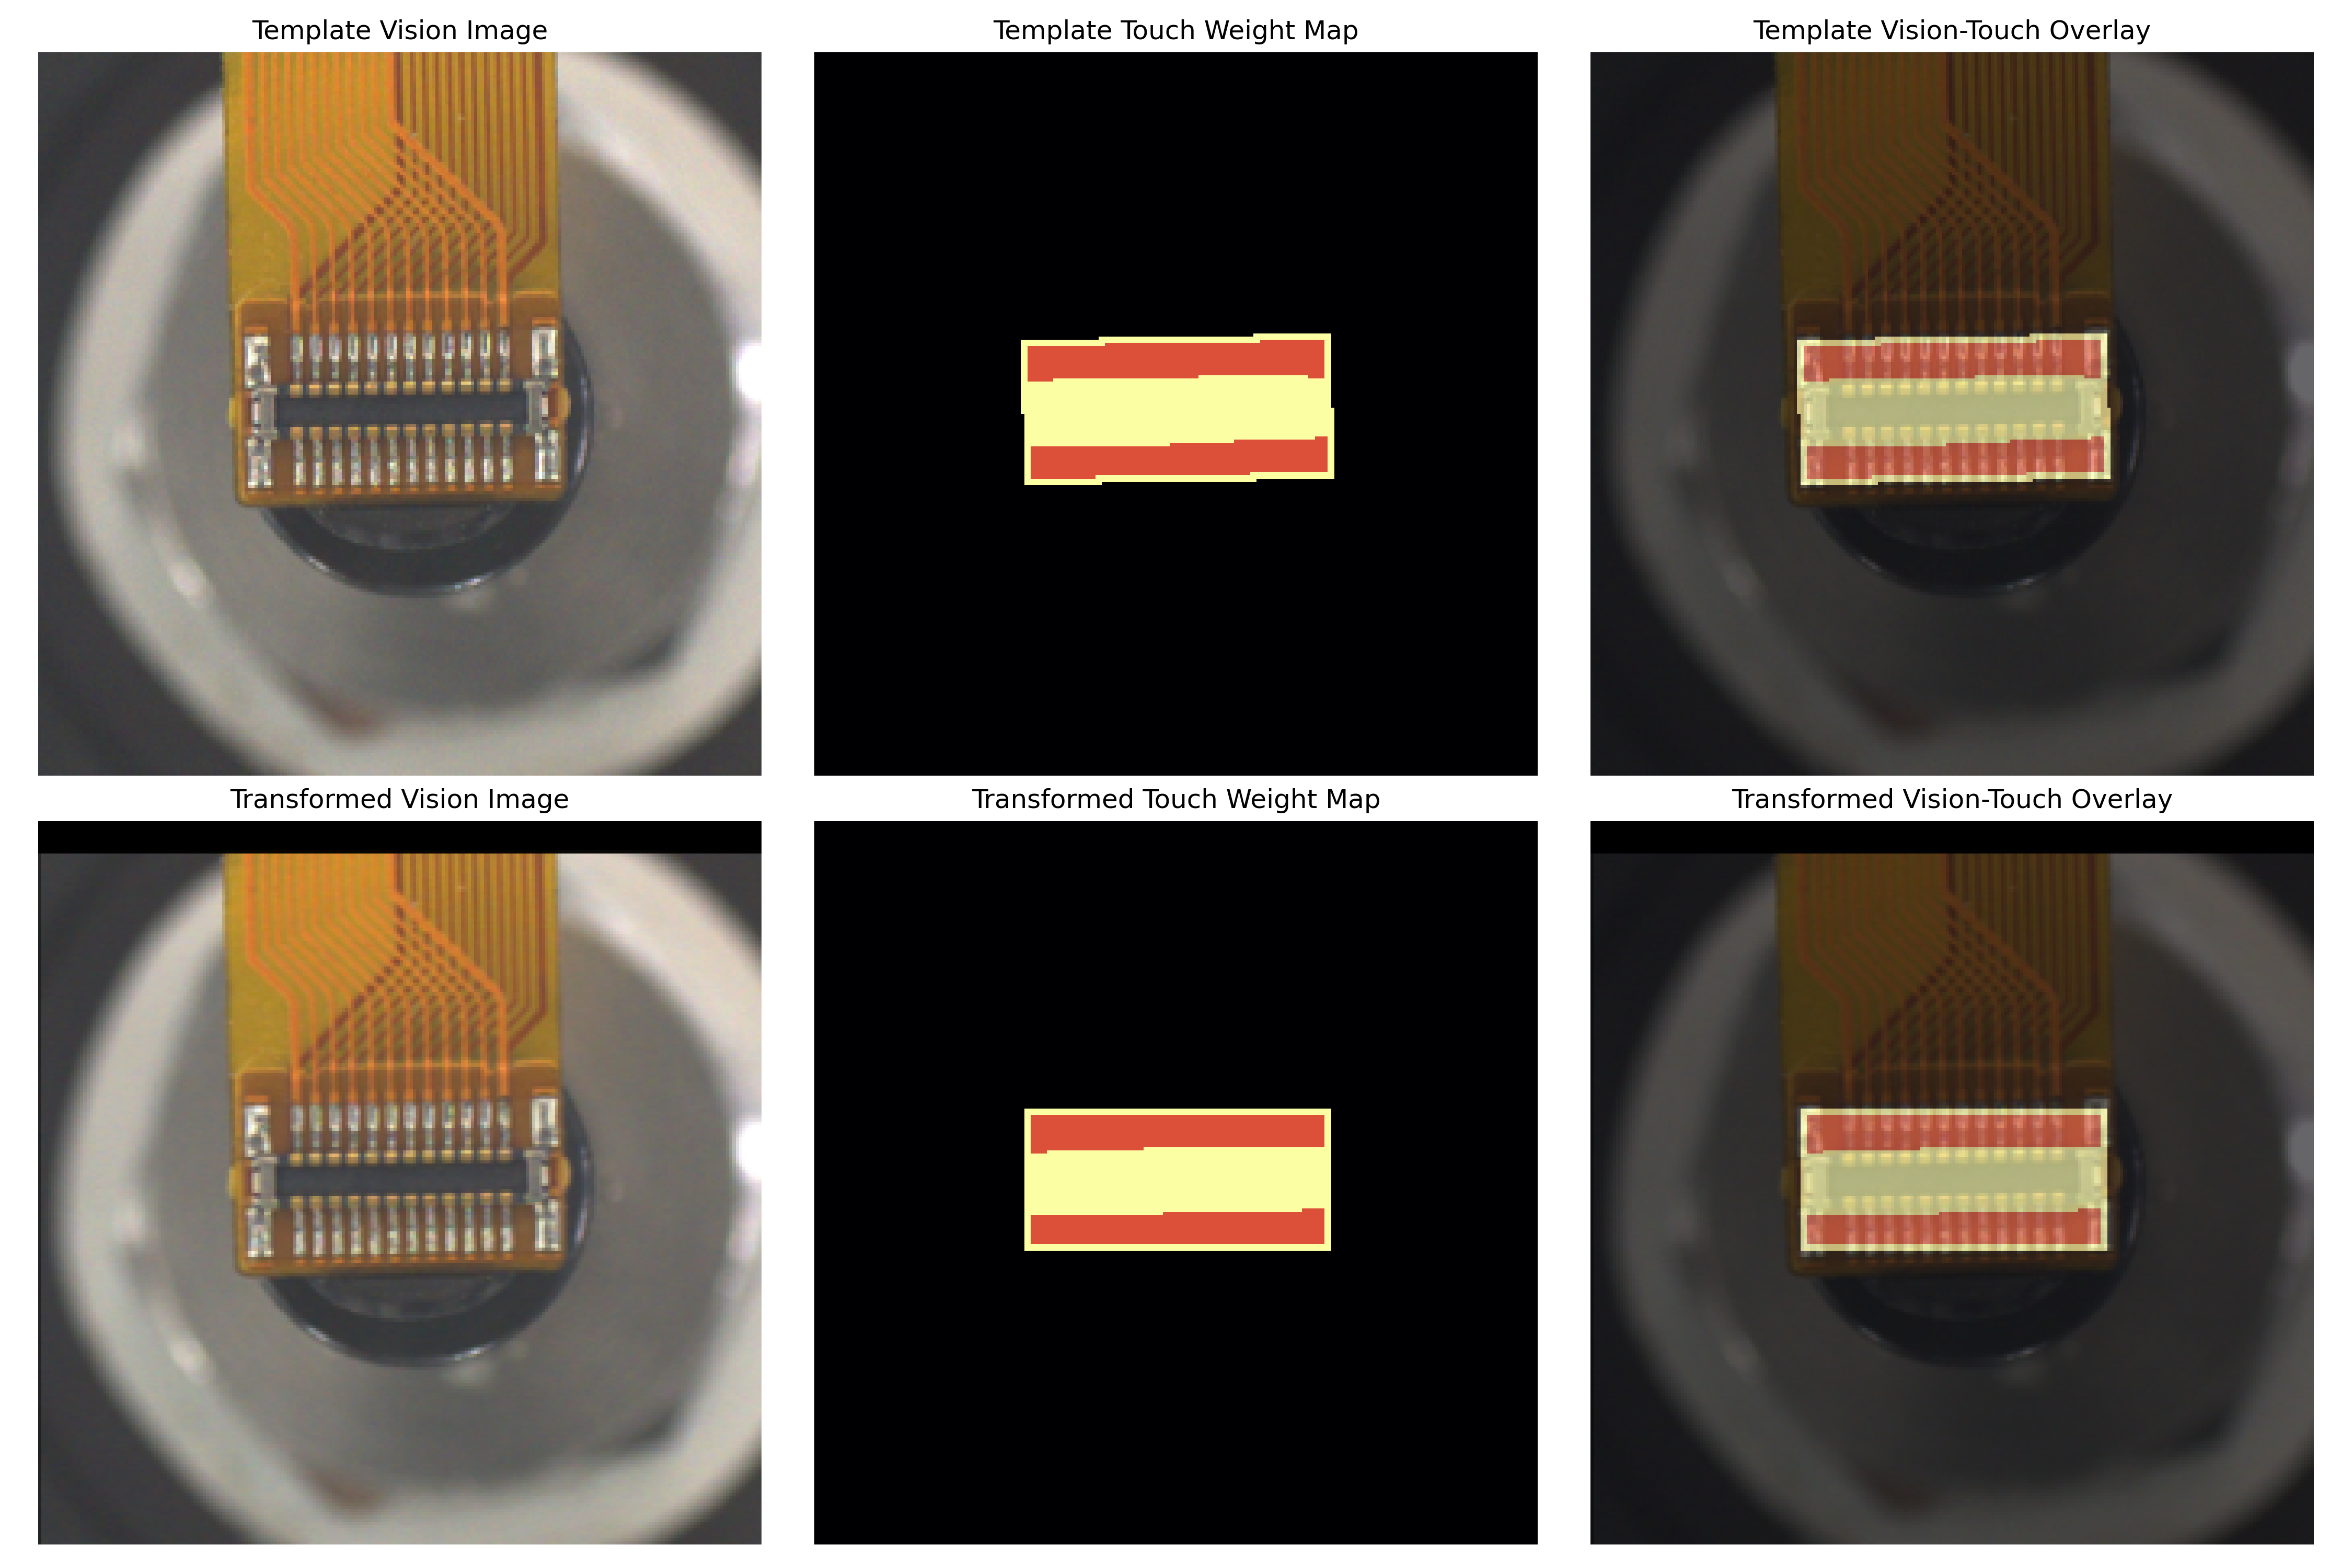 Template Vision Image
Template Touch Weight Map
Template Vision-Touch Overlay
Transformed Vision Image
Transformed Touch Weight Map
Transformed Vision-Touch Overlay